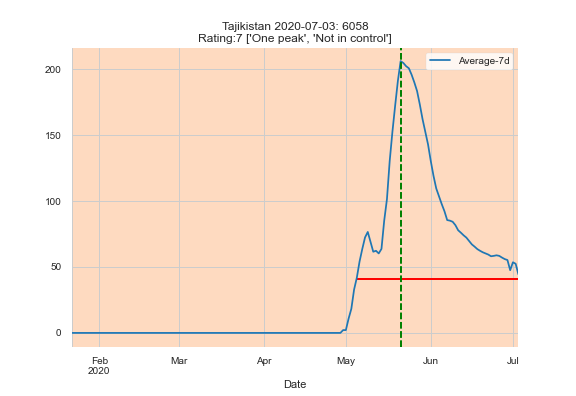 Tajikistan 2020-07-03: 6058
Rating:7 ['One peak', 'Not in control']
Average-7d
200
150
100
50
0
Feb Mar Apr May Jun Jul
2020
Date